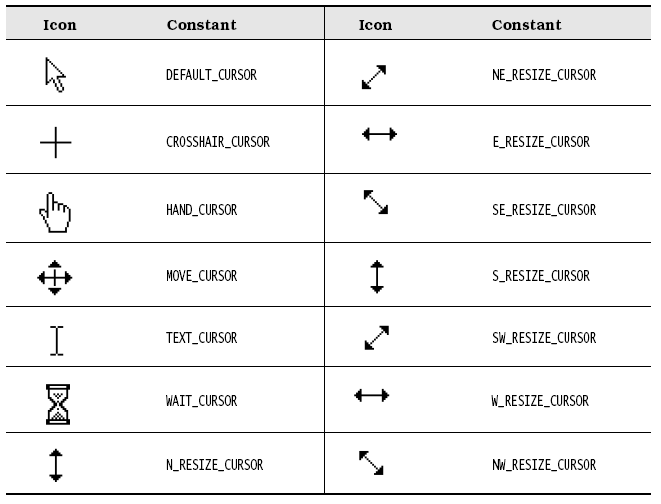 Icon Constant Icon Constant
DEFAULT_CURSOR NE_RESIZE_CURSOR
CROSSHAIR_CURSOR E_RESIZE_CURSOR
HAND_CURSOR SE_RESIZE_CURSOR
MOVE_CURSOR S_RESIZE_CURSOR
TEXT_CURSOR SW_RESIZE_CURSOR
WAIT_CURSOR W_RESIZE_CURSOR
N_RESIZE_CURSOR NW_RESIZE_CURSOR